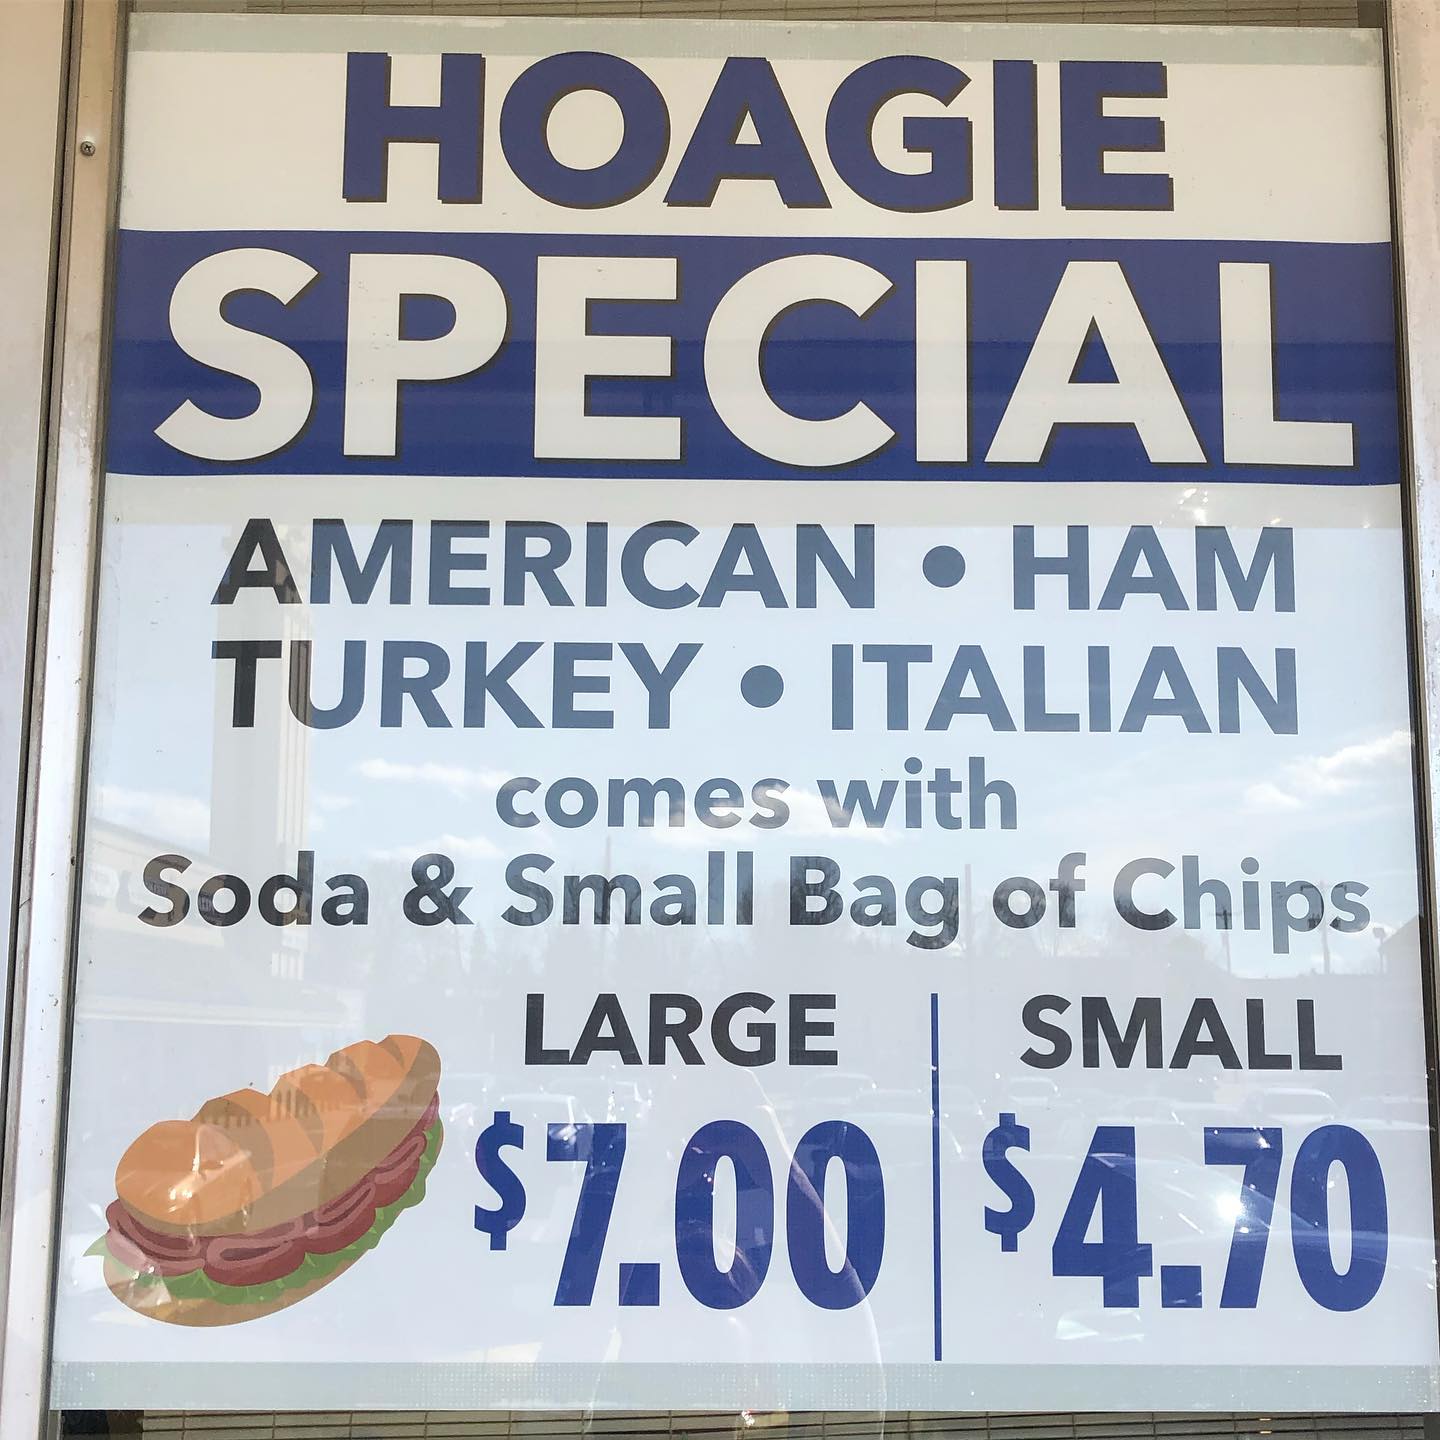 HOAGIE
SPECIAL
AMERICAN • HAM
TURKEY • ITALIAN
comes with
Soda & Small Bag of Chips
LARGE
$7.00
SMALL
$4.70